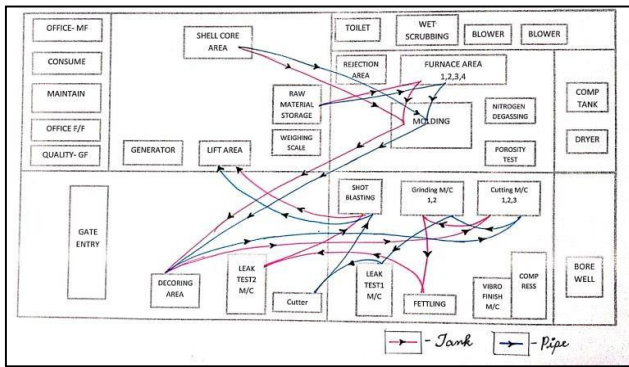 OFFICE- MF
CONSUME
MAINTAIN
OFFICE F/F
QUALITY- GF
SHELL CORE
AREA
GENERATOR
LIFT AREA
TOILET
WET
SCRUBBING
BLOWER
BLOWER
REJECTION
AREA
FURNACE AREA
1,2,3,4
RAW
MATERIAL
STORAGE
WEIGHING
SCALE
MOLDING
NITROGEN
DEGASSING
POROSITY
TEST
COMP
TANK
DRYER
GATE
ENTRY
DECORING
AREA
LEAK
TEST2
M/C
Cutter
SHOT
BLASTING
Grinding M/C
1,2
Cutting M/C
1,2,3
LEAK
TEST1
M/C
FETTLING
VIBRO
FINISH
M/C
COMP
RESS
BORE
WELL
- Tank
- Pipe